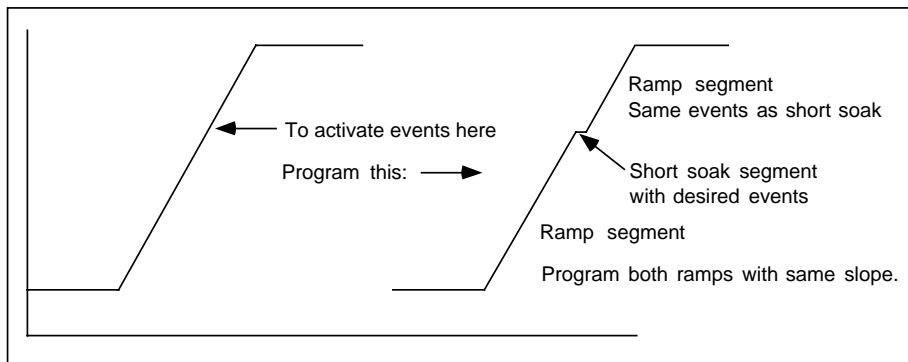 To activate events here
Program this:
Ramp segment
Same events as short soak
Short soak segment
with desired events
Ramp segment
Program both ramps with same slope.